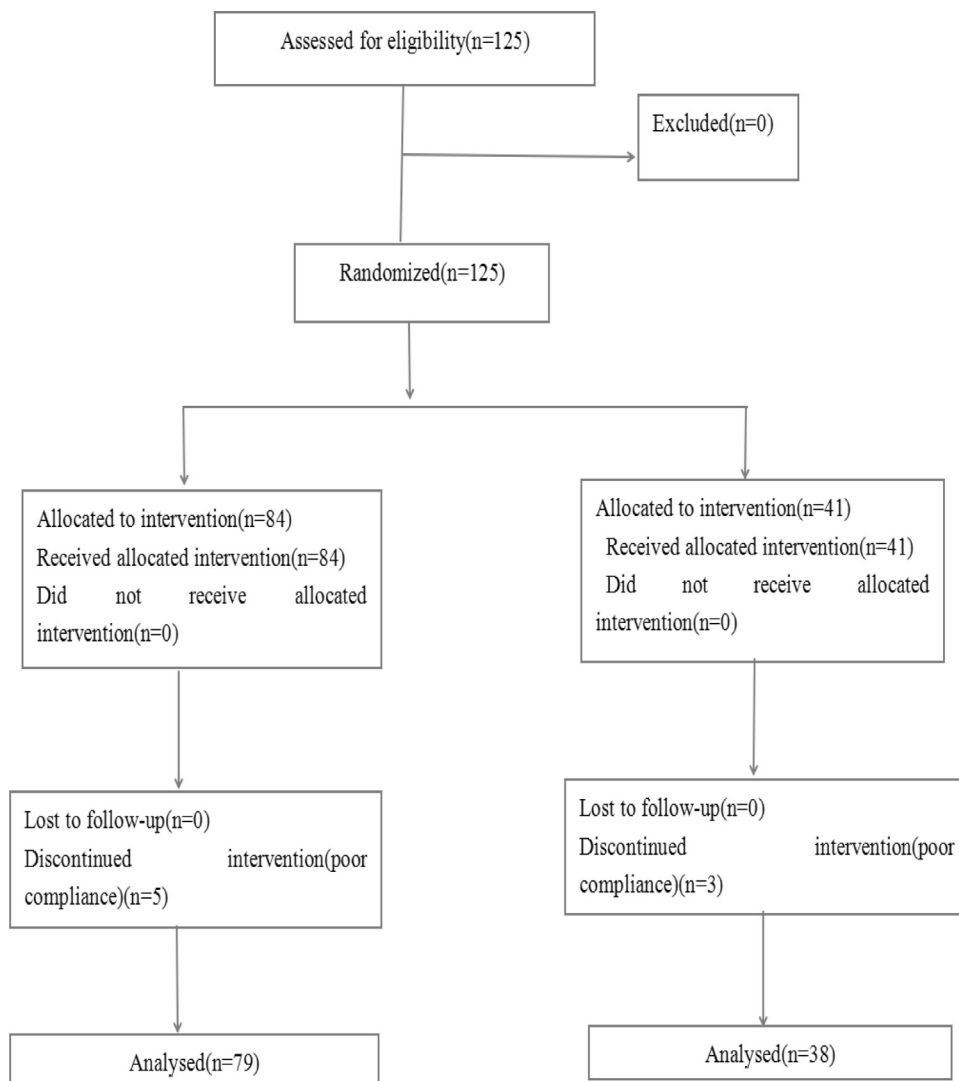 Assessed for eligibility(n=125)
Excluded(n=0)
Randomized(n=125)
Allocated to intervention(n=84)
Received allocated intervention(n=84)
Did not receive allocated
intervention(n=0)
Allocated to intervention(n=41)
Received allocated intervention(n=41)
Did not receive allocated
intervention(n=0)
Lost to follow-up(n=0)
Discontinued intervention(poor
compliance)(n=5)
Lost to follow-up(n=0)
Discontinued intervention(poor
compliance)(n=3)
Analysed(n=79)
Analysed(n=38)